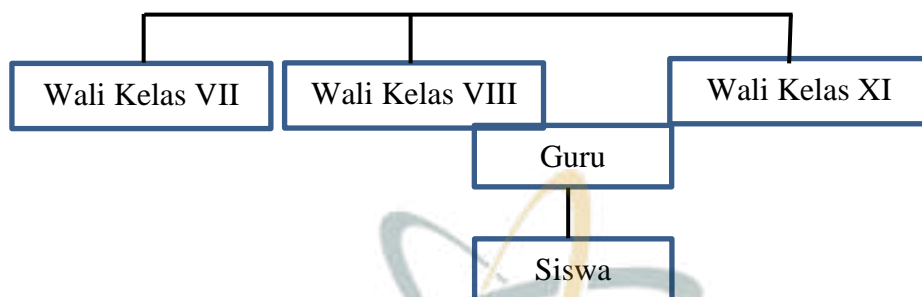 Wali Kelas VII
Wali Kelas VIII
Wali Kelas XI
Guru
Siswa